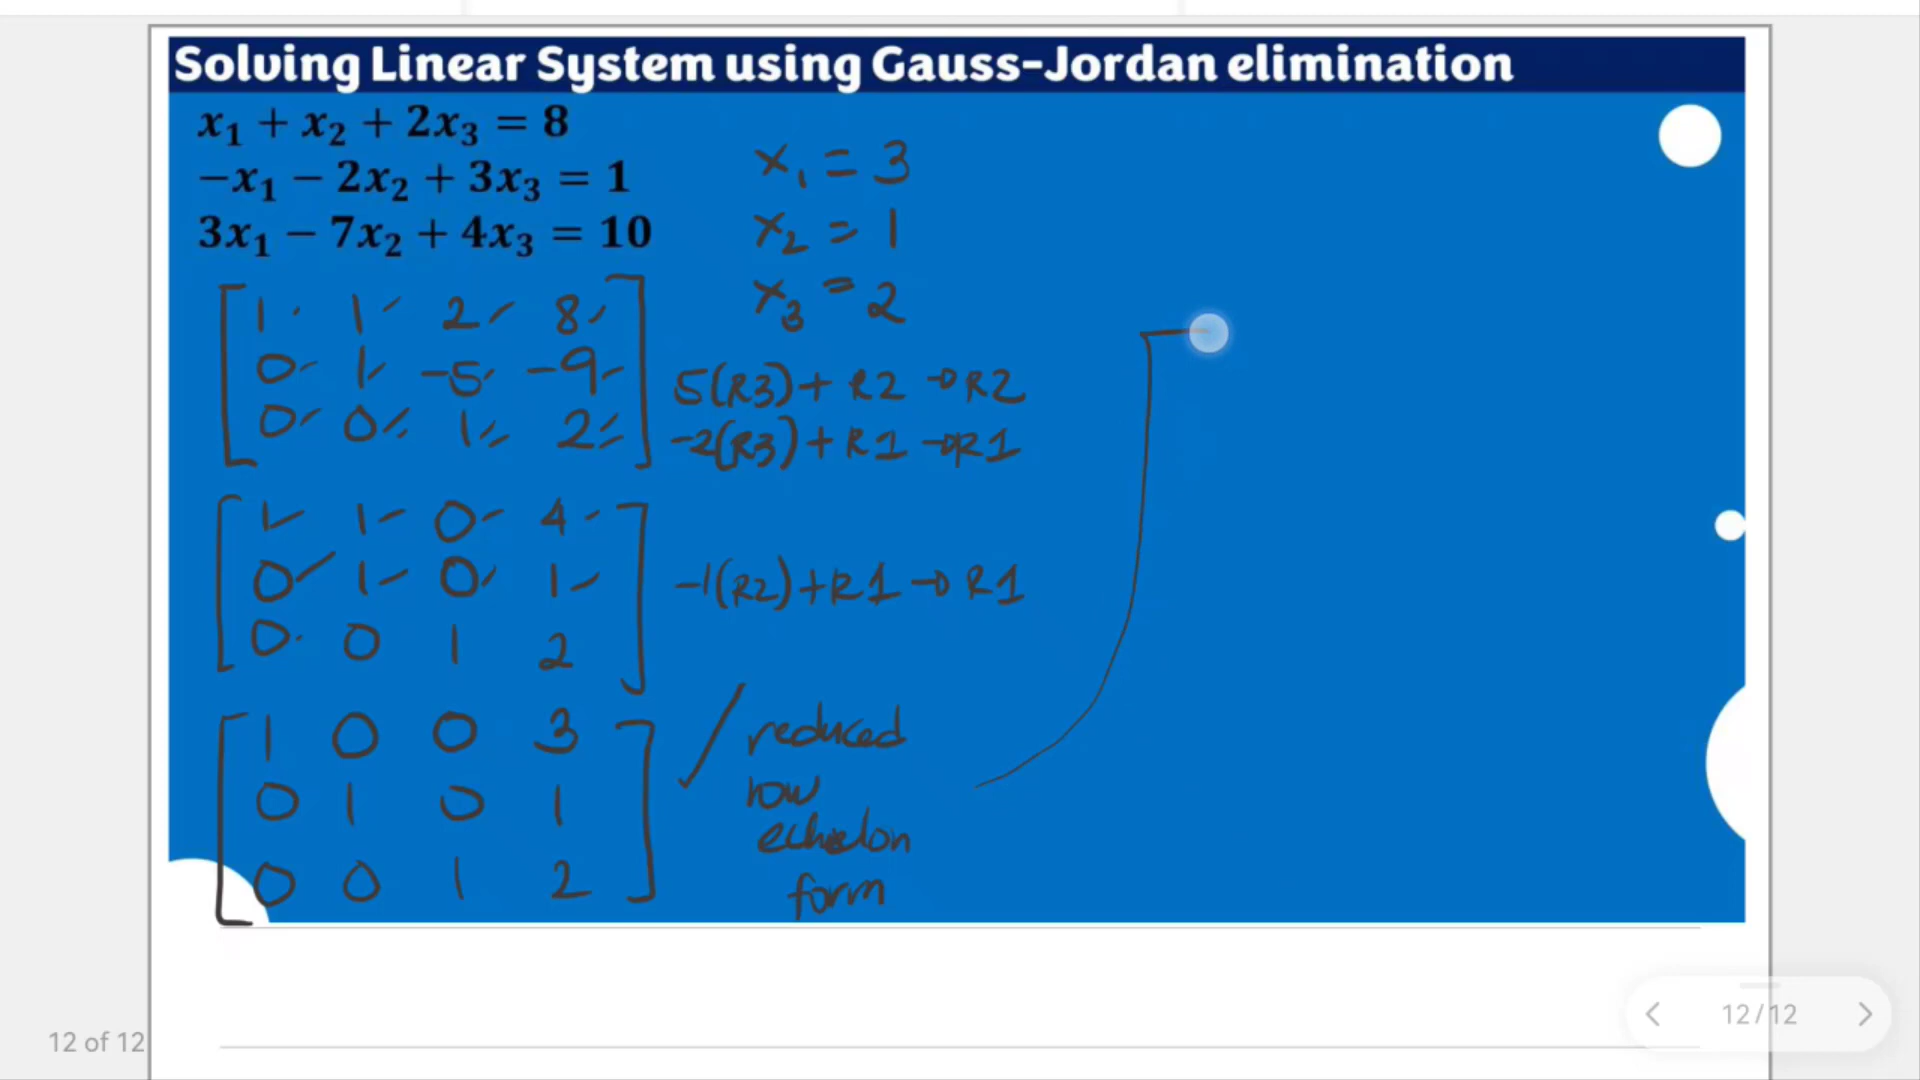 Solving Linear System using Gauss-Jordan elimination
x₁ + x₂ + 2x₃ = 8
−x₁ − 2x₂ + 3x₃ = 1
3x₁ − 7x₂ + 4x₃ = 10
x₁ = 3
x₂ = 1
x₃ = 2
1 1 2 8
0 1 -5 -9
0 0 1 2
5(R3) + R2 → R2
-2(R3) + R1 → R1
1 1 0 4
0 1 0 1
0 0 1 2
-1(R2) + R1 → R1
1 0 0 3
0 1 0 1
0 0 1 2
reduced
row
echelon
form
12 of 12
12/12